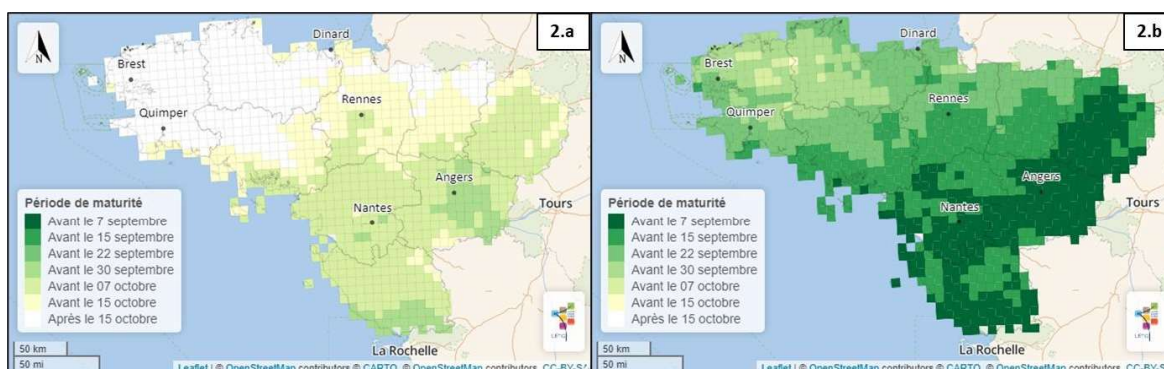 2.a
Dinard
Brest
Rennes
Quimper
Angers
Nantes
Tours
La Rochelle
N
Période de maturité
Avant le 7 septembre
Avant le 15 septembre
Avant le 22 septembre
Avant le 30 septembre
Avant le 07 octobre
Avant le 15 octobre
Après le 15 octobre
50 km
50 mi
Leaflet | © OpenStreetMap contributors © CARTO, © OpenStreetMap contributors, CC-BY-SA
2.b
Dinard
Brest
Rennes
Quimper
Angers
Nantes
Tours
La Rochelle
N
Période de maturité
Avant le 7 septembre
Avant le 15 septembre
Avant le 22 septembre
Avant le 30 septembre
Avant le 07 octobre
Avant le 15 octobre
Après le 15 octobre
50 km
50 mi
Leaflet | © OpenStreetMap contributors © CARTO, © OpenStreetMap contributors, CC-BY-SA